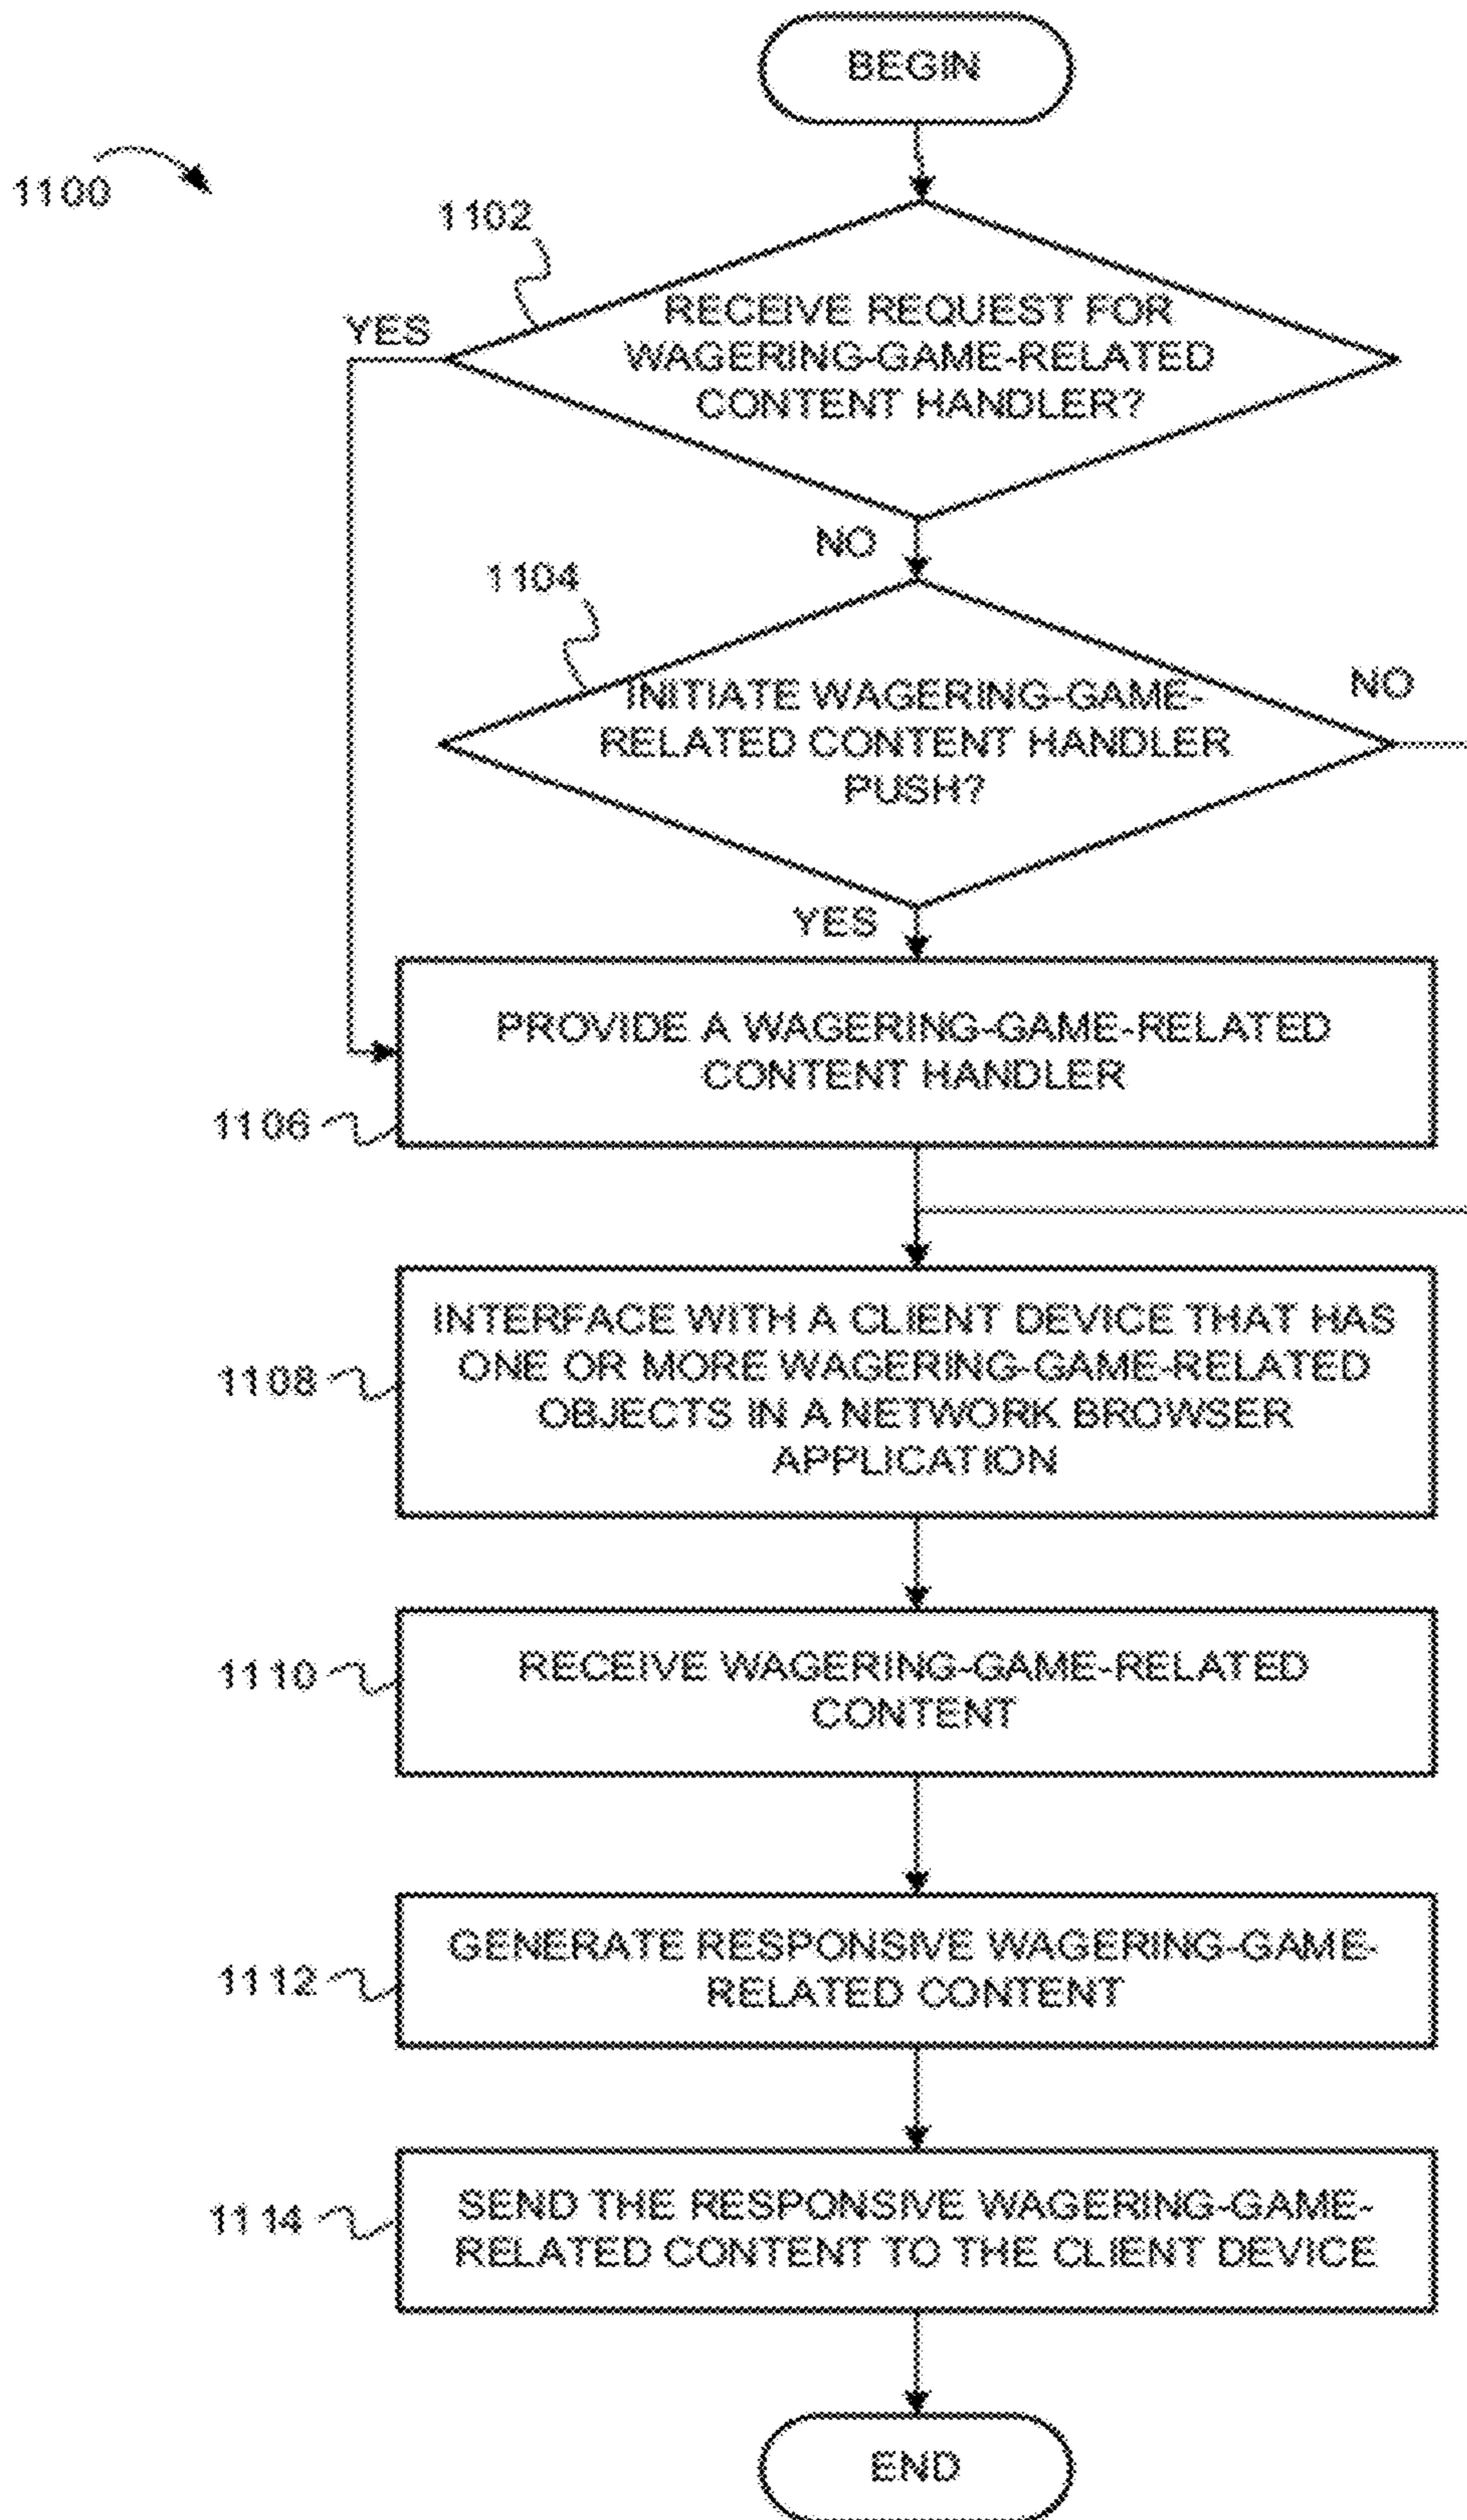 BEGIN
1100
1102
YES
RECEIVE REQUEST FOR
WAGERING-GAME-RELATED
CONTENT HANDLER?
NO
1104
INITIATE WAGERING-GAME-
RELATED CONTENT HANDLER
PUSH?
NO
YES
PROVIDE A WAGERING-GAME-RELATED
CONTENT HANDLER
1106
INTERFACE WITH A CLIENT DEVICE THAT HAS
ONE OR MORE WAGERING-GAME-RELATED
OBJECTS IN A NETWORK BROWSER
APPLICATION
1108
RECEIVE WAGERING-GAME-RELATED
CONTENT
1110
GENERATE RESPONSIVE WAGERING-GAME-
RELATED CONTENT
1112
SEND THE RESPONSIVE WAGERING-GAME-
RELATED CONTENT TO THE CLIENT DEVICE
1114
END